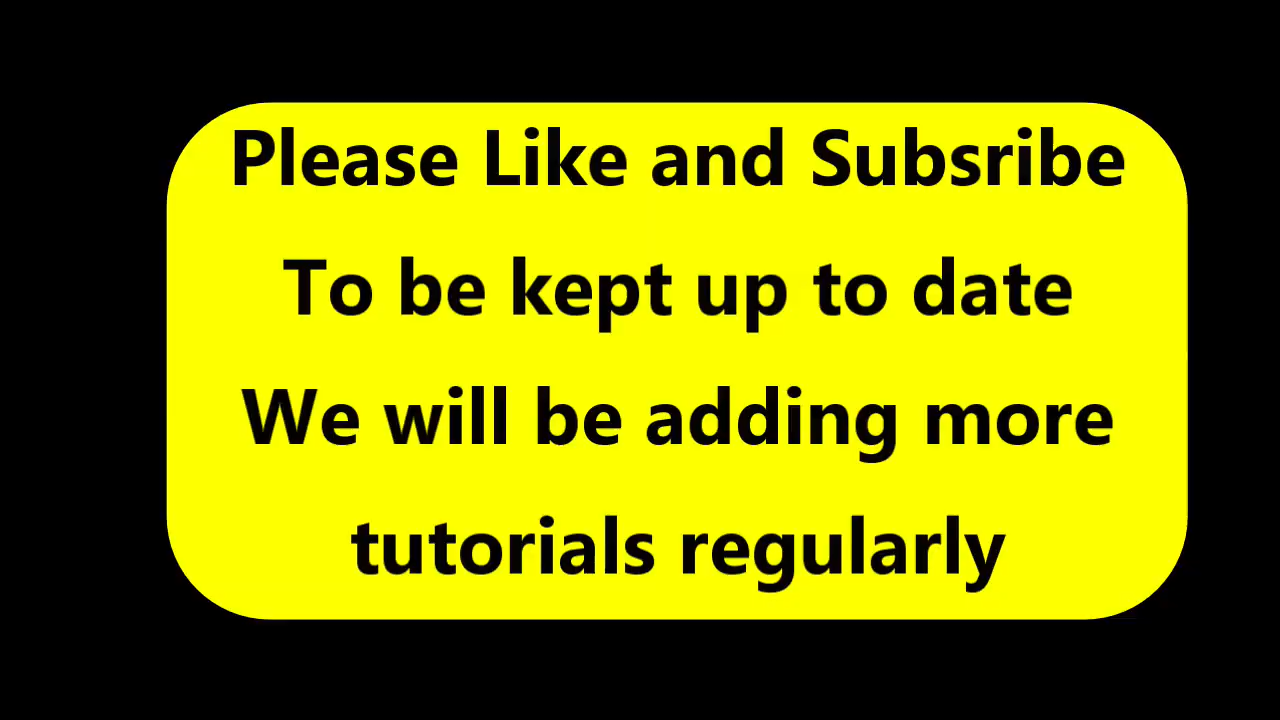 Please Like and Subsribe
To be kept up to date
We will be adding more
tutorials regularly